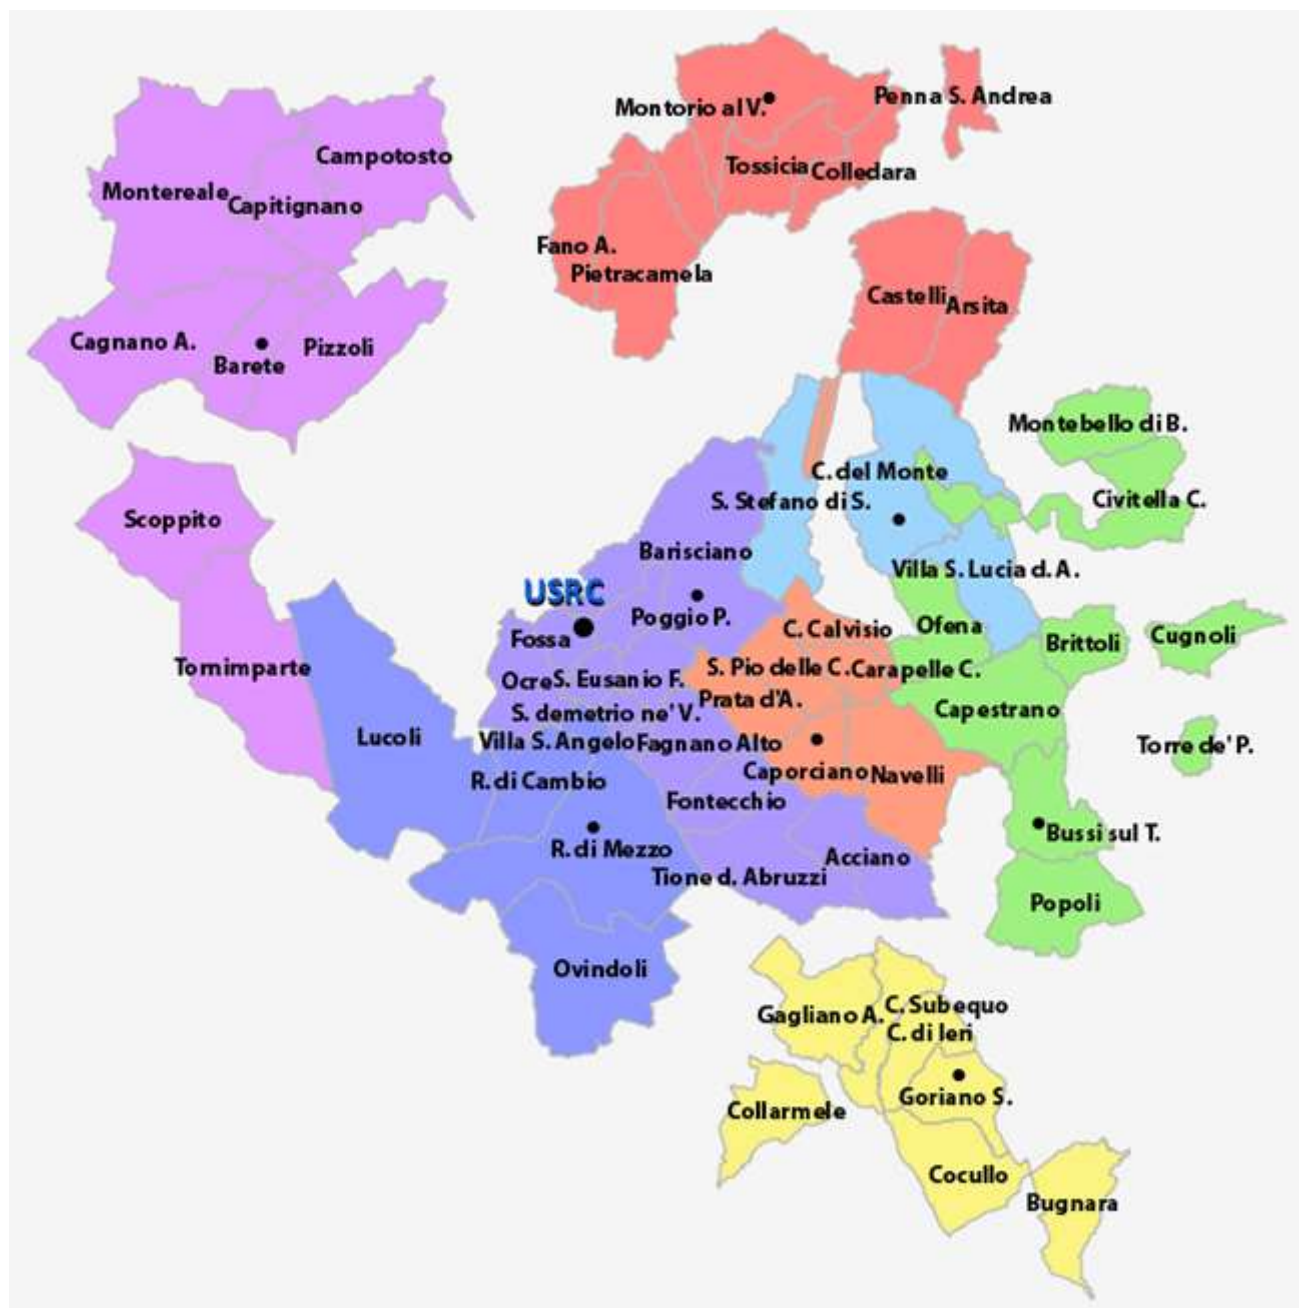 Montorio al V.
Penna S. Andrea
Campotosto
Tossicia
Colledara
Montereale
Capitignano
Fano A.
Pietracamela
Castelli
Arsita
Cagnano A.
Barete
Pizzoli
Montebello di B.
C. del Monte
S. Stefano di S.
Civitella C.
Scoppito
Barisciano
Villa S. Lucia d. A.
USRC
Poggio P.
Fossa
C. Calvisio
Ofena
Brittoli
Cugnoli
Tornimparte
Ocre
S. Eusanio F.
S. Pio delle C.
Carapelle C.
Prata d'A.
S. demetrio ne' V.
Capestrano
Lucoli
Villa S. Angelo
Fagnano Alto
Torre de' P.
R. di Cambio
Caporciano
Navelli
Fontecchio
Bussi sul T.
R. di Mezzo
Acciano
Tione d. Abruzzi
Popoli
Ovindoli
Gagliano A.
C. Subequo
C. di Ieri
Goriano S.
Collarmele
Cocullo
Bugnara